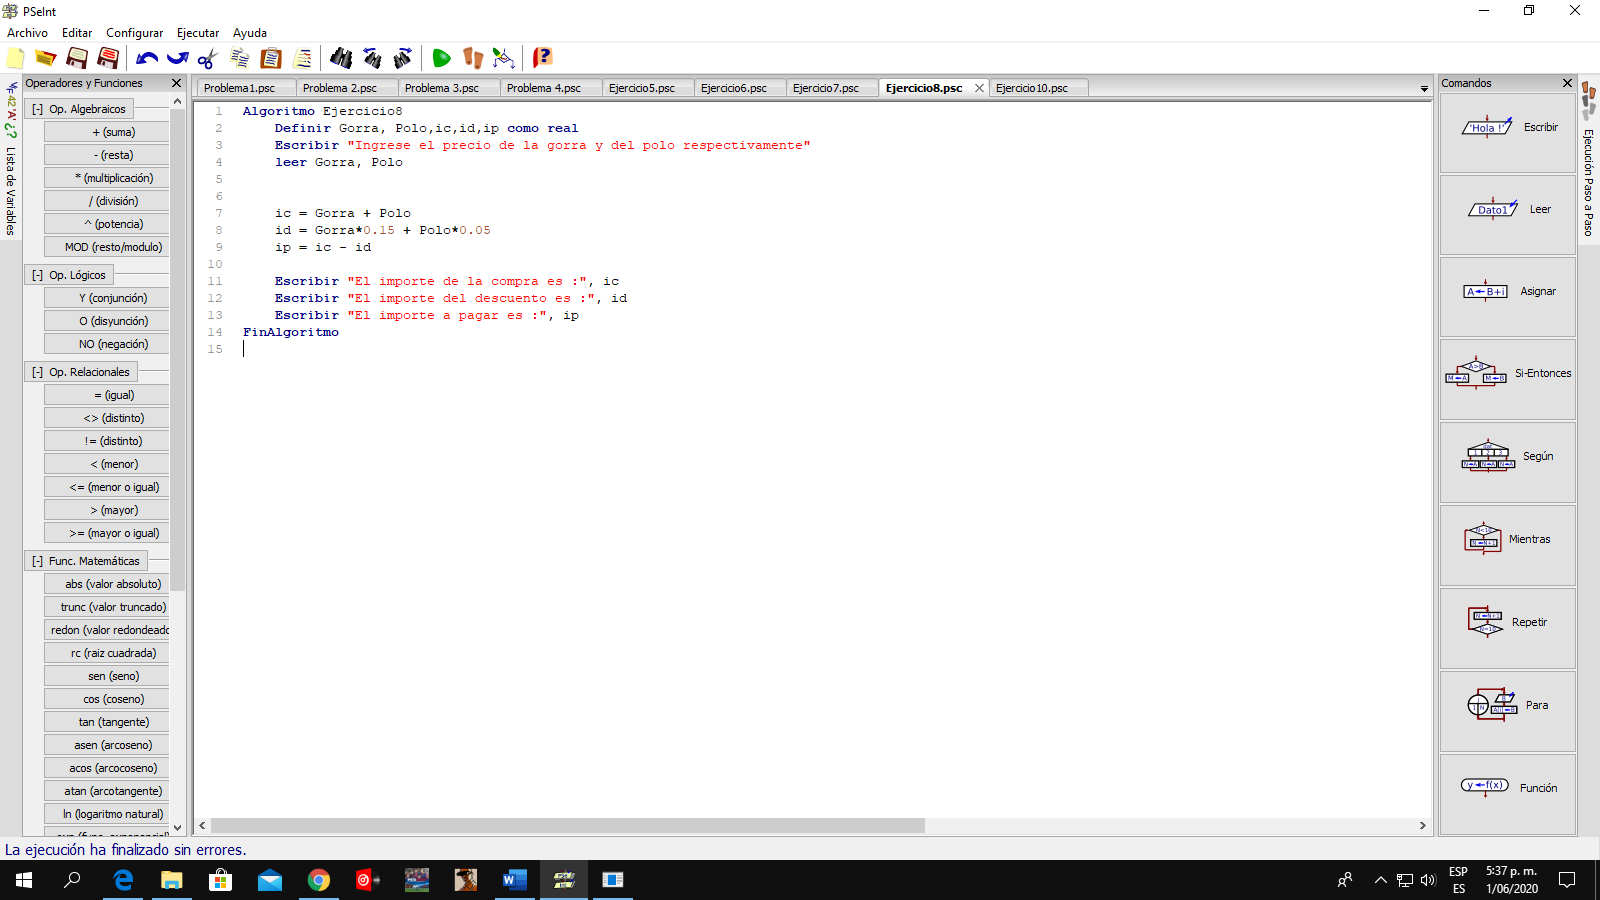 PSeInt
Archivo Editar Configurar Ejecutar Ayuda
Operadores y Funciones
[-] Op. Algebraicos
+ (suma)
- (resta)
* (multiplicación)
/ (división)
^ (potencia)
MOD (resto/modulo)
[-] Op. Lógicos
Y (conjunción)
O (disyunción)
NO (negación)
[-] Op. Relacionales
= (igual)
<> (distinto)
!= (distinto)
< (menor)
<= (menor o igual)
> (mayor)
>= (mayor o igual)
[-] Func. Matemáticas
abs (valor absoluto)
trunc (valor truncado)
redon (valor redondeado
rc (raiz cuadrada)
sen (seno)
cos (coseno)
tan (tangente)
asen (arcoseno)
acos (arcocoseno)
atan (arcotangente)
ln (logaritmo natural)
Lista de Variables
Problema1.psc Problema 2.psc Problema 3.psc Problema 4.psc Ejercicio5.psc Ejercicio6.psc Ejercicio7.psc Ejercicio8.psc Ejercicio10.psc
1 Algoritmo Ejercicio8
2 Definir Gorra, Polo,ic,id,ip como real
3 Escribir "Ingrese el precio de la gorra y del polo respectivamente"
4 leer Gorra, Polo
5
6
7 ic = Gorra + Polo
8 id = Gorra*0.15 + Polo*0.05
9 ip = ic - id
10
11 Escribir "El importe de la compra es :", ic
12 Escribir "El importe del descuento es :", id
13 Escribir "El importe a pagar es :", ip
14 FinAlgoritmo
15
Comandos
'Hola !' Escribir
Dato1 Leer
A←B+i Asignar
A>B M←A M←B Si-Entonces
Según
Mientras
Repetir
Para
y←f(x) Función
Ejecución Paso a Paso
La ejecución ha finalizado sin errores.
ESP
ES
5:37 p. m.
1/06/2020